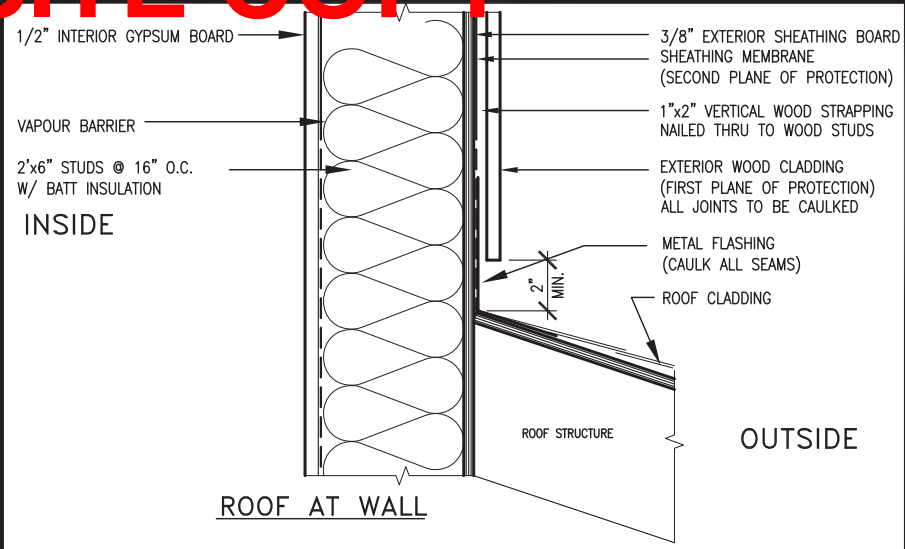 1/2" INTERIOR GYPSUM BOARD
VAPOUR BARRIER
2'x6" STUDS @ 16" O.C.
W/ BATT INSULATION
INSIDE
3/8" EXTERIOR SHEATHING BOARD
SHEATHING MEMBRANE
(SECOND PLANE OF PROTECTION)
1"x2" VERTICAL WOOD STRAPPING
NAILED THRU TO WOOD STUDS
EXTERIOR WOOD CLADDING
(FIRST PLANE OF PROTECTION)
ALL JOINTS TO BE CAULKED
METAL FLASHING
(CAULK ALL SEAMS)
2"
MIN.
ROOF CLADDING
ROOF STRUCTURE
OUTSIDE
ROOF AT WALL